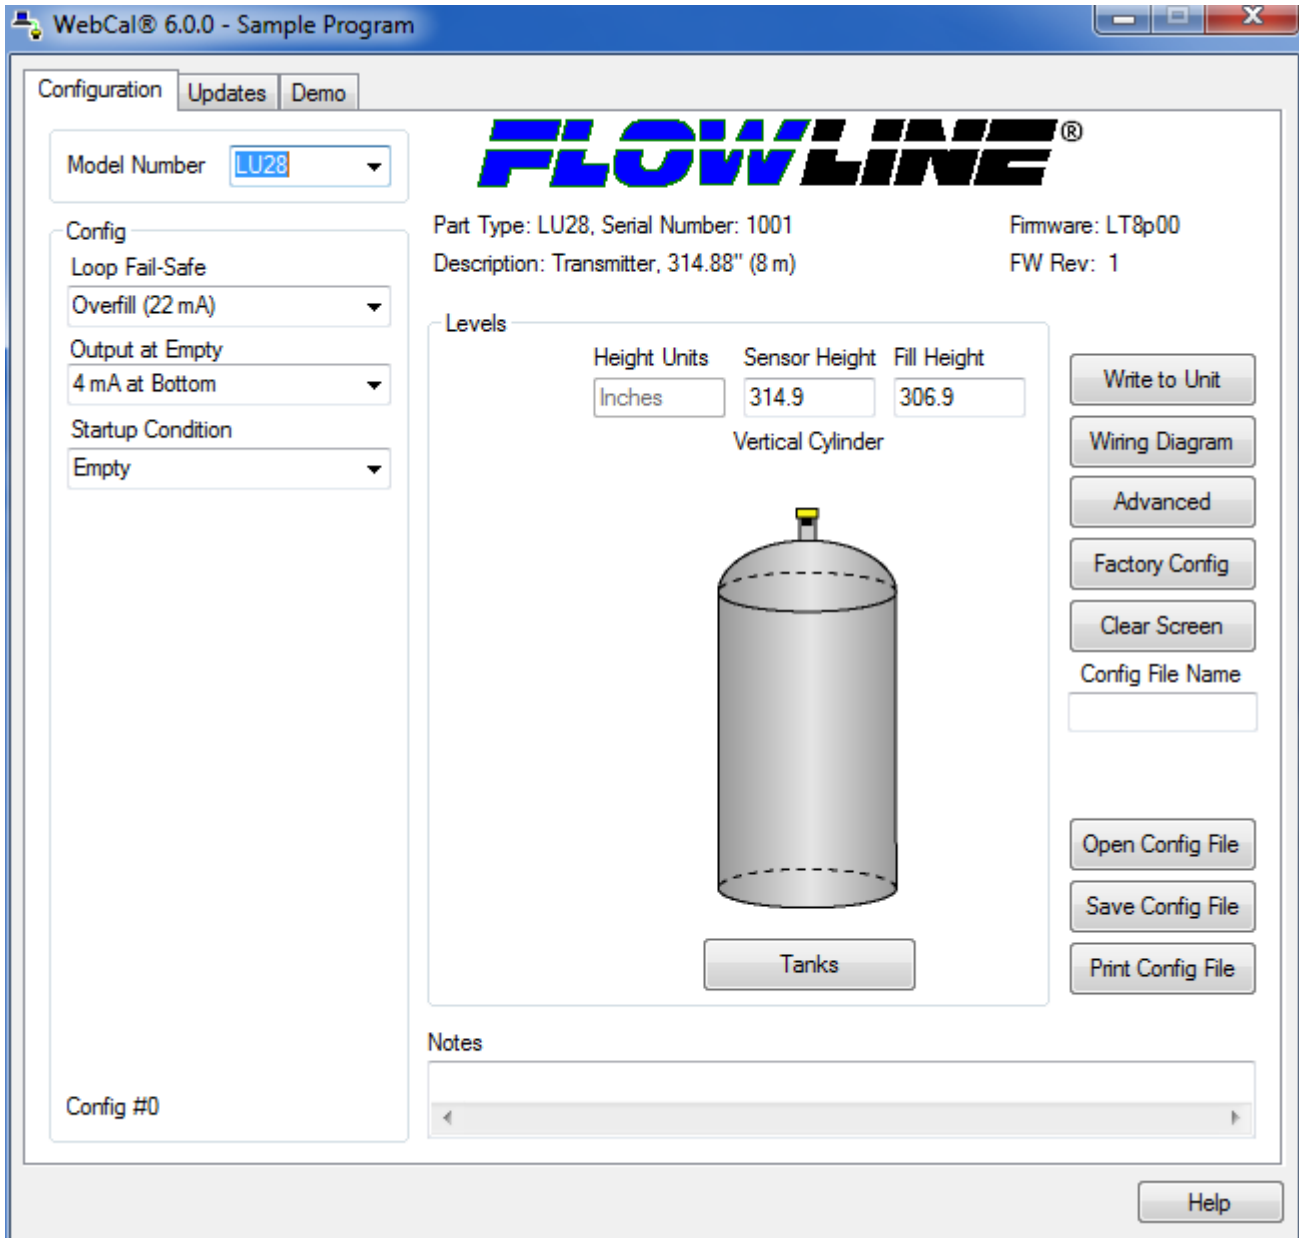 WebCal® 6.0.0 - Sample Program
Configuration Updates Demo
Model Number LU28
FLOWLINE®
Part Type: LU28, Serial Number: 1001
Firmware: LT8p00
Description: Transmitter, 314.88" (8 m)
FW Rev: 1
Config
Loop Fail-Safe
Overfill (22 mA)
Output at Empty
4 mA at Bottom
Startup Condition
Empty
Config #0
Levels
Height Units Sensor Height Fill Height
Inches 314.9 306.9
Vertical Cylinder
Tanks
Write to Unit
Wiring Diagram
Advanced
Factory Config
Clear Screen
Config File Name
Open Config File
Save Config File
Print Config File
Notes
Help